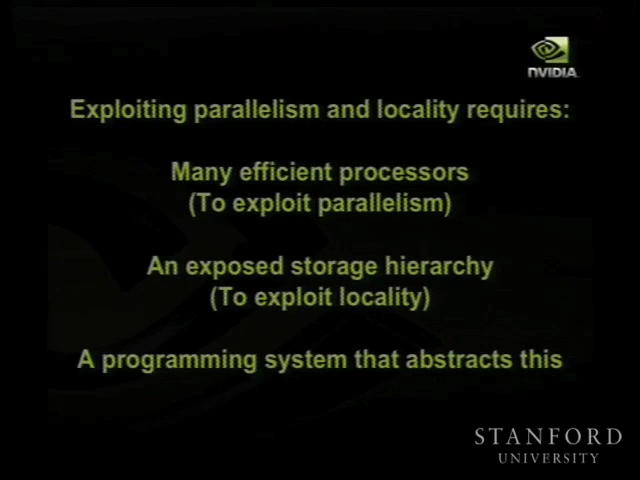 NVIDIA
Exploiting parallelism and locality requires:
Many efficient processors
(To exploit parallelism)
An exposed storage hierarchy
(To exploit locality)
A programming system that abstracts this
STANFORD
UNIVERSITY